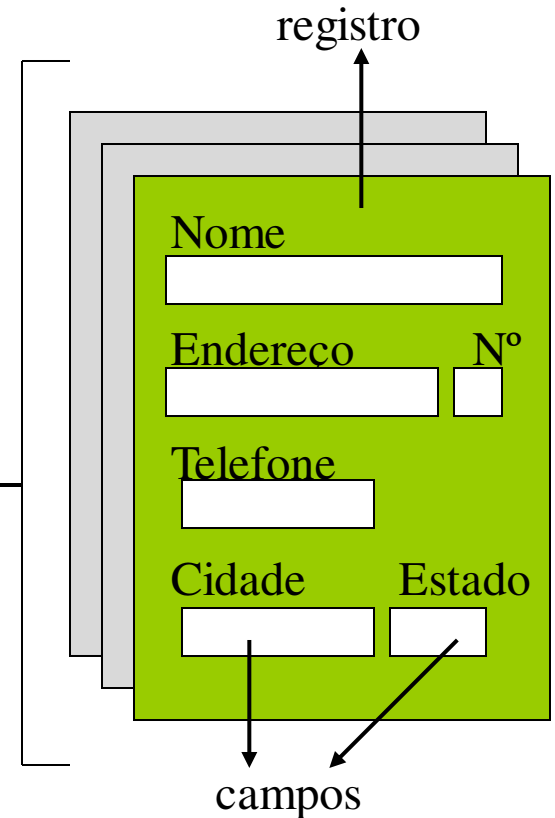 registro
Nome
Endereço Nº
Telefone
Cidade Estado
campos